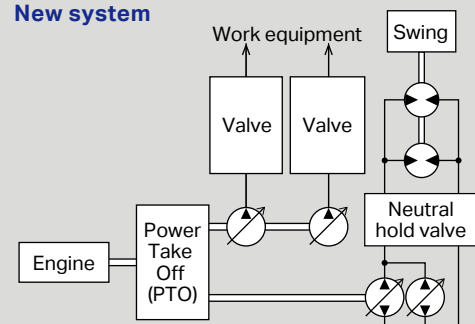 New system
Work equipment
Swing
Valve
Valve
Neutral
hold valve
Power
Take
Off
(PTO)
Engine